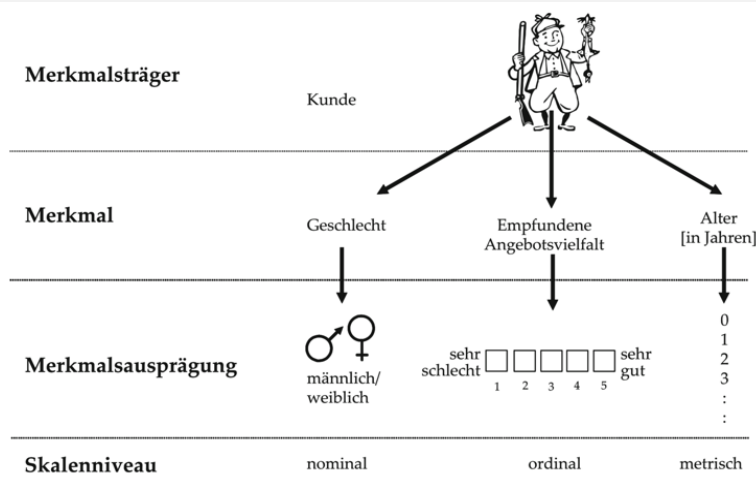 Merkmalsträger
Kunde
Merkmal
Geschlecht
Empfundene
Angebotsvielfalt
Alter
[in Jahren]
Merkmalsausprägung
männlich/
weiblich
sehr
schlecht
1 2 3 4 5
sehr
gut
0
1
2
3
:
:
Skalenniveau
nominal
ordinal
metrisch